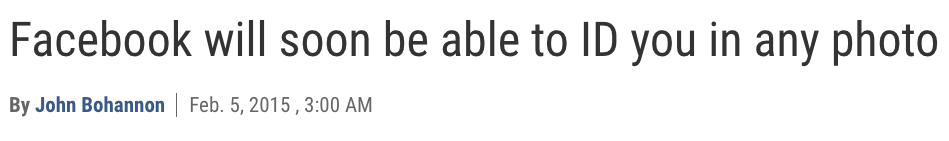 Facebook will soon be able to ID you in any photo
By John Bohannon | Feb. 5, 2015 , 3:00 AM